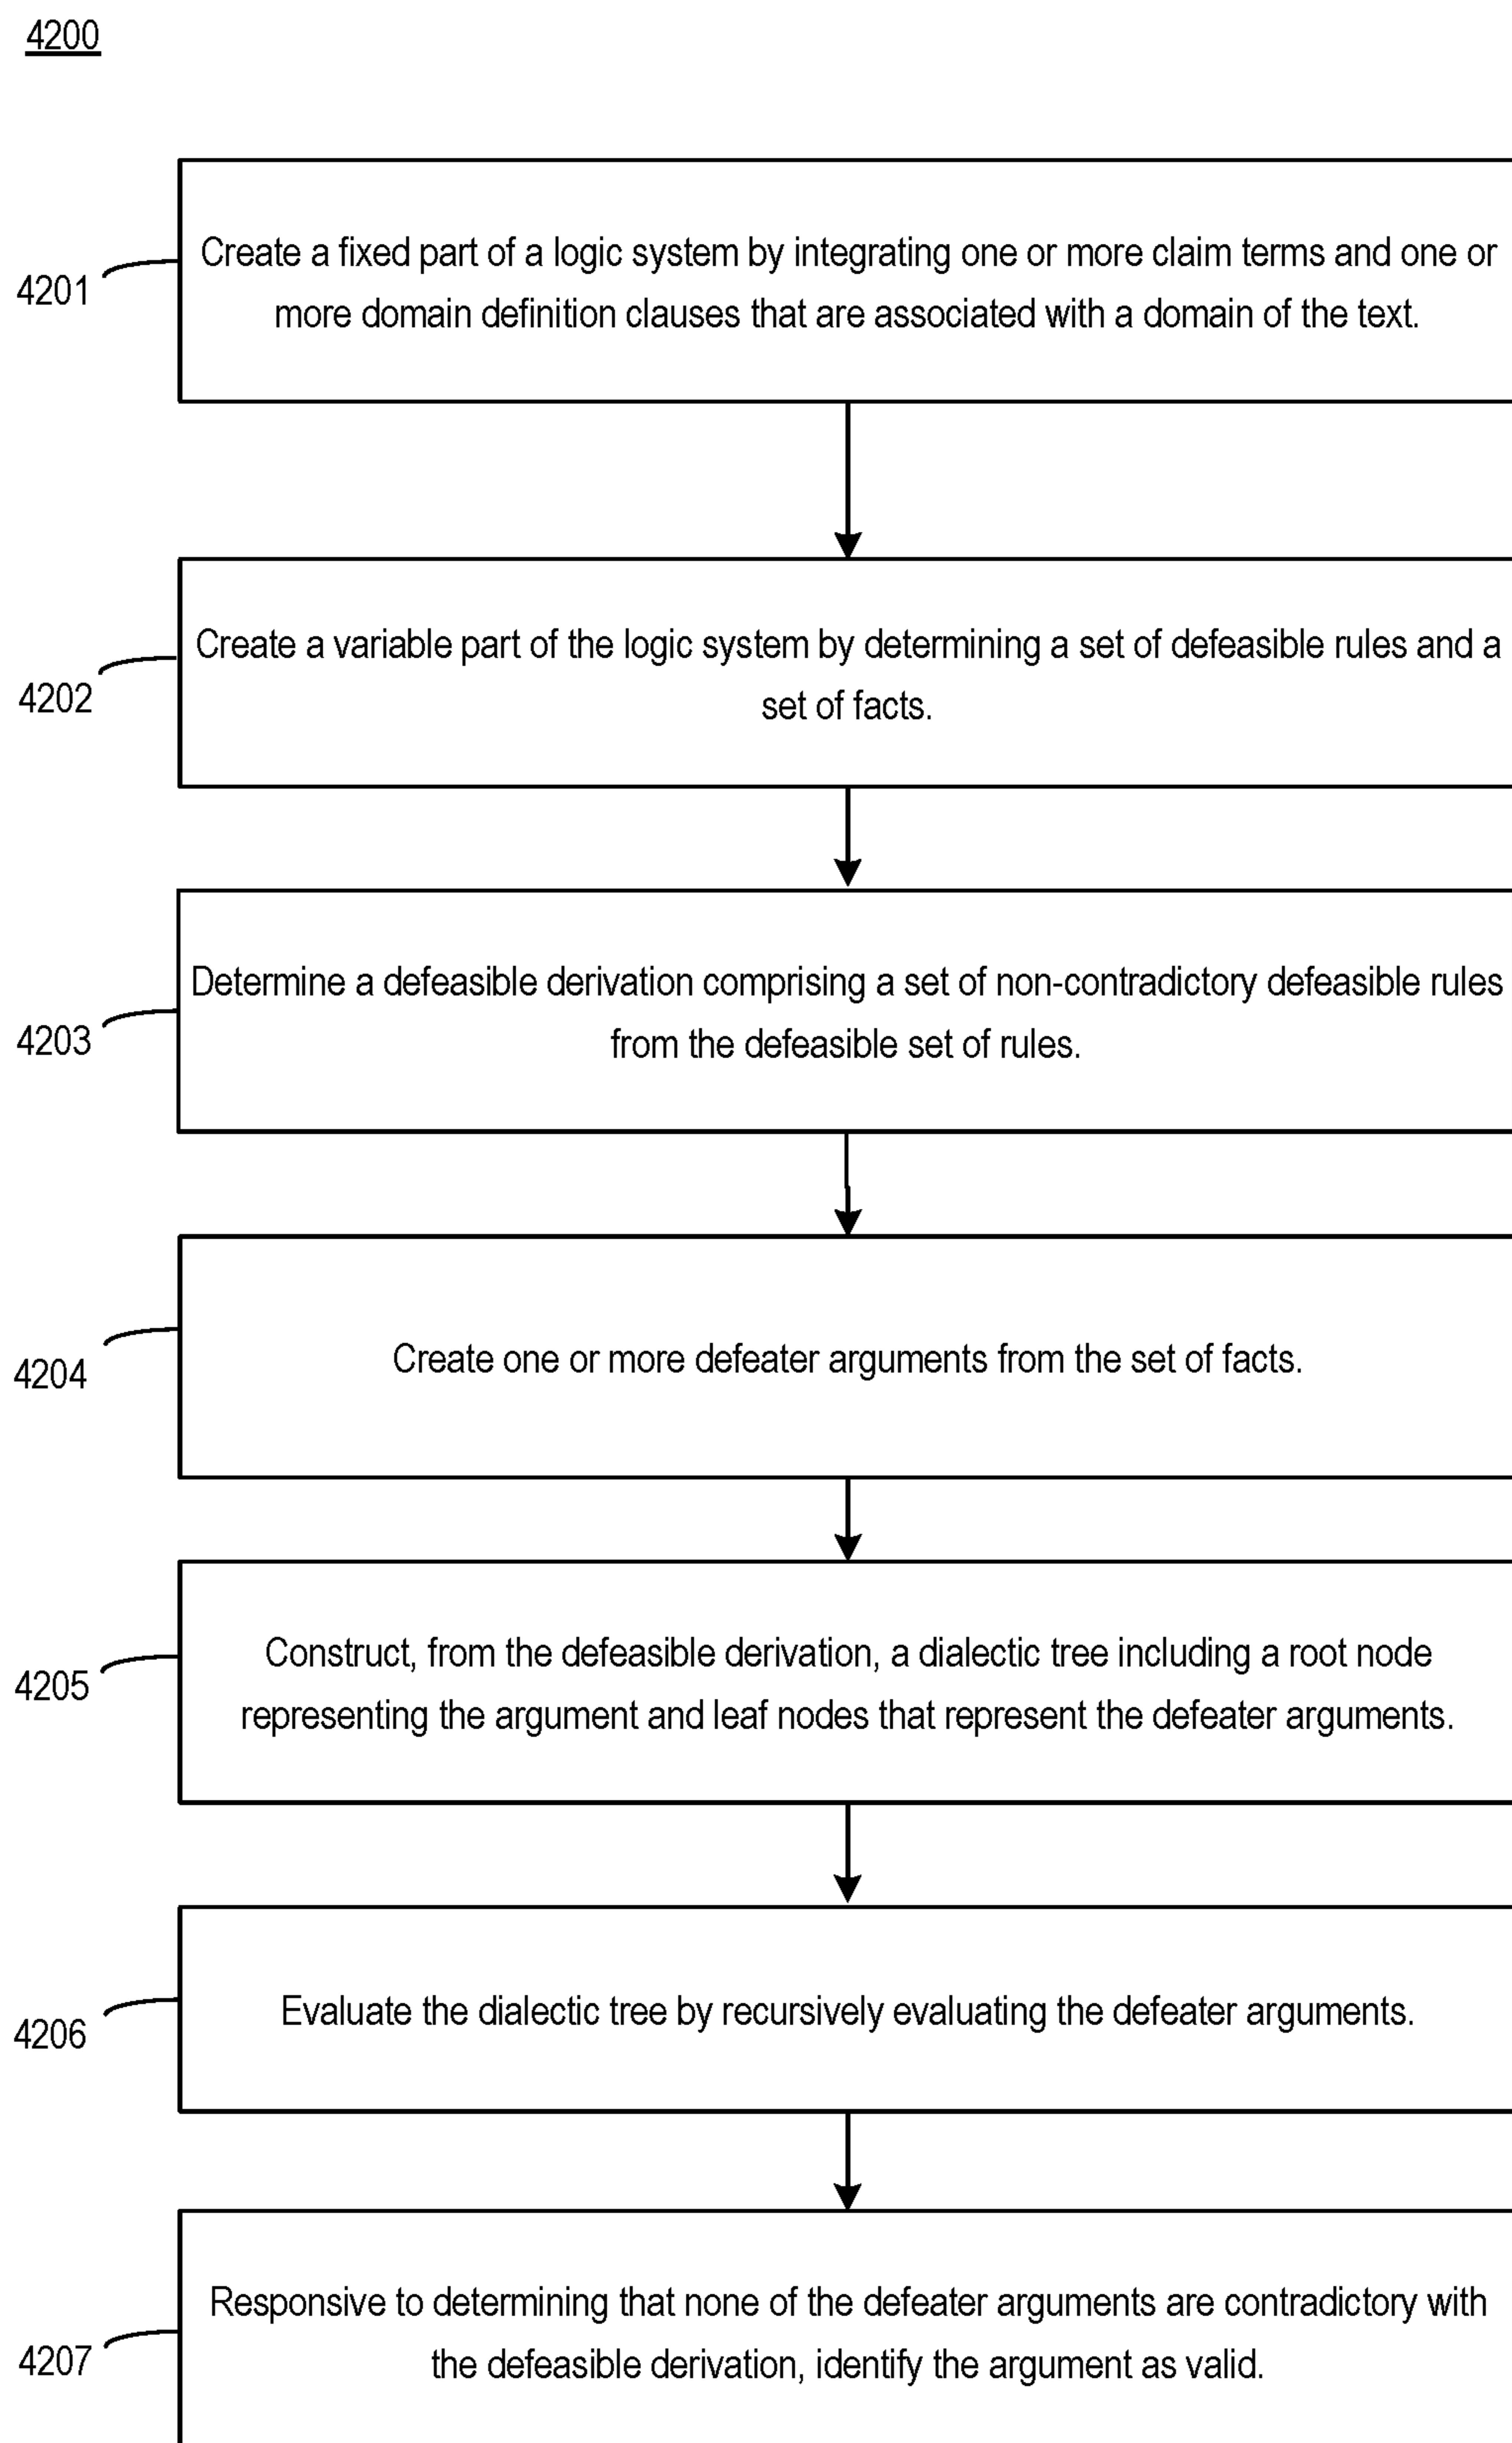 4200
Create a fixed part of a logic system by integrating one or more claim terms and one or
more domain definition clauses that are associated with a domain of the text.
4201
Create a variable part of the logic system by determining a set of defeasible rules and a
set of facts.
4202
Determine a defeasible derivation comprising a set of non-contradictory defeasible rules
from the defeasible set of rules.
4203
Create one or more defeater arguments from the set of facts.
4204
Construct, from the defeasible derivation, a dialectic tree including a root node
representing the argument and leaf nodes that represent the defeater arguments.
4205
Evaluate the dialectic tree by recursively evaluating the defeater arguments.
4206
Responsive to determining that none of the defeater arguments are contradictory with
the defeasible derivation, identify the argument as valid.
4207